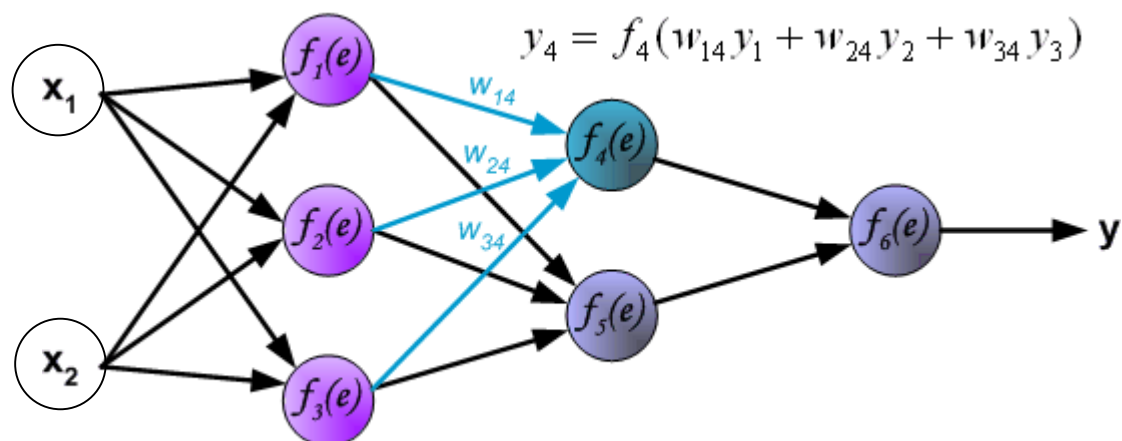 y₄ = f₄(w₁₄y₁ + w₂₄y₂ + w₃₄y₃)
x₁
f₁(e)
w₁₄
f₄(e)
w₂₄
f₂(e)
w₃₄
f₆(e)
y
f₅(e)
x₂
f₃(e)